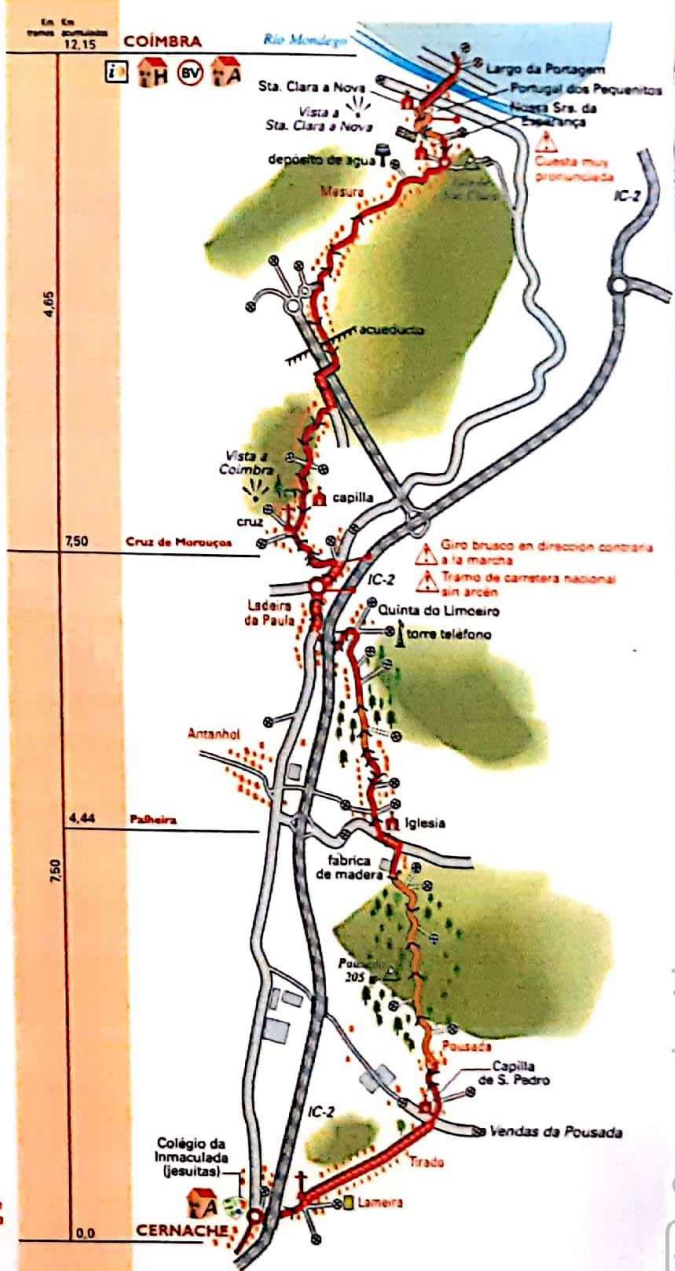 Km Km
tramos acumulados
12,15 COÍMBRA
Río Mondego
i H BV A
Largo da Portagem
Sta. Clara a Nova
Portugal dos Pequenitos
Vista a
Sta. Clara a Nova
Nossa Sra. da
Esperança
depósito de agua
Cuesta muy
pronunciada
Mesura
IC-2
4,65
acueducto
Vista a
Coímbra
capilla
cruz
7,50 Cruz de Morouços
Giro brusco en dirección contraria
a la marcha
IC-2
Tramo de carretera nacional
sin arcén
Ladeira
da Paula
Quinta do Limoeiro
torre teléfono
Antanhol
4,44 Palheira
Iglesia
fabrica
de madera
7,50
205
Pousada
Capilla
de S. Pedro
IC-2
a Vendas da Pousada
Colégio da
Inmaculada
(jesuitas)
Tirado
A
Lameira
0,0 CERNACHE